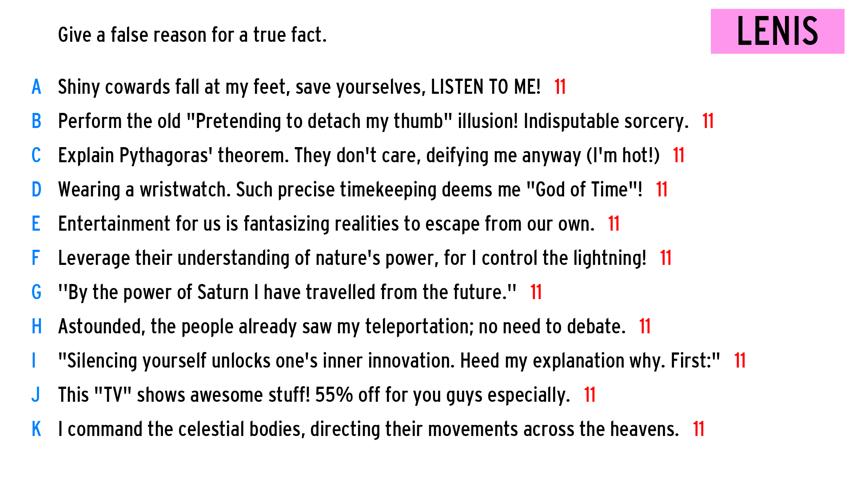 Give a false reason for a true fact.
LENIS
A Shiny cowards fall at my feet, save yourselves, LISTEN TO ME! 11
B Perform the old "Pretending to detach my thumb" illusion! Indisputable sorcery. 11
C Explain Pythagoras' theorem. They don't care, deifying me anyway (I'm hot!) 11
D Wearing a wristwatch. Such precise timekeeping deems me "God of Time"! 11
E Entertainment for us is fantasizing realities to escape from our own. 11
F Leverage their understanding of nature's power, for I control the lightning! 11
G "By the power of Saturn I have travelled from the future." 11
H Astounded, the people already saw my teleportation; no need to debate. 11
I "Silencing yourself unlocks one's inner innovation. Heed my explanation why. First:" 11
J This "TV" shows awesome stuff! 55% off for you guys especially. 11
K I command the celestial bodies, directing their movements across the heavens. 11